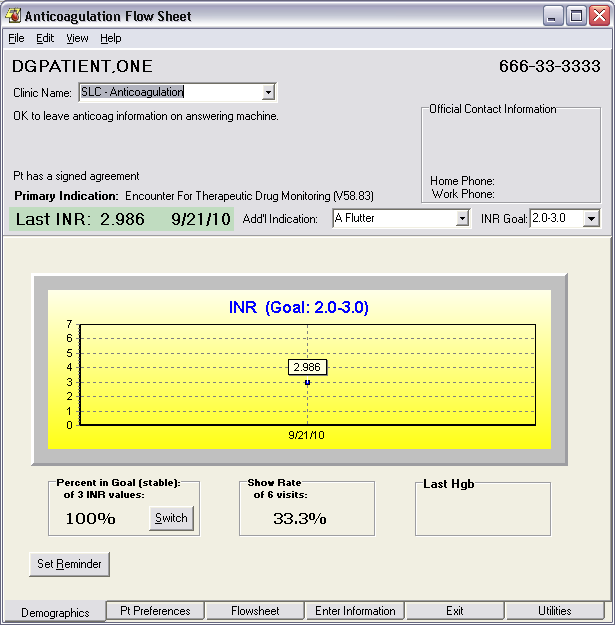 Anticoagulation Flow Sheet
File Edit View Help
DGPATIENT,ONE 666-33-3333
Clinic Name: SLC - Anticoagulation
OK to leave anticoag information on answering machine.
Official Contact Information
Pt has a signed agreement
Home Phone:
Work Phone:
Primary Indication: Encounter For Therapeutic Drug Monitoring (V58.83)
Last INR: 2.986 9/21/10 Add'l Indication: A Flutter INR Goal: 2.0-3.0
INR (Goal: 2.0-3.0)
7
6
5
4
3
2
1
0
2.986
9/21/10
Percent in Goal (stable):
of 3 INR values:
100% Switch
Show Rate
of 6 visits:
33.3%
Last Hgb
Set Reminder
Demographics Pt Preferences Flowsheet Enter Information Exit Utilities